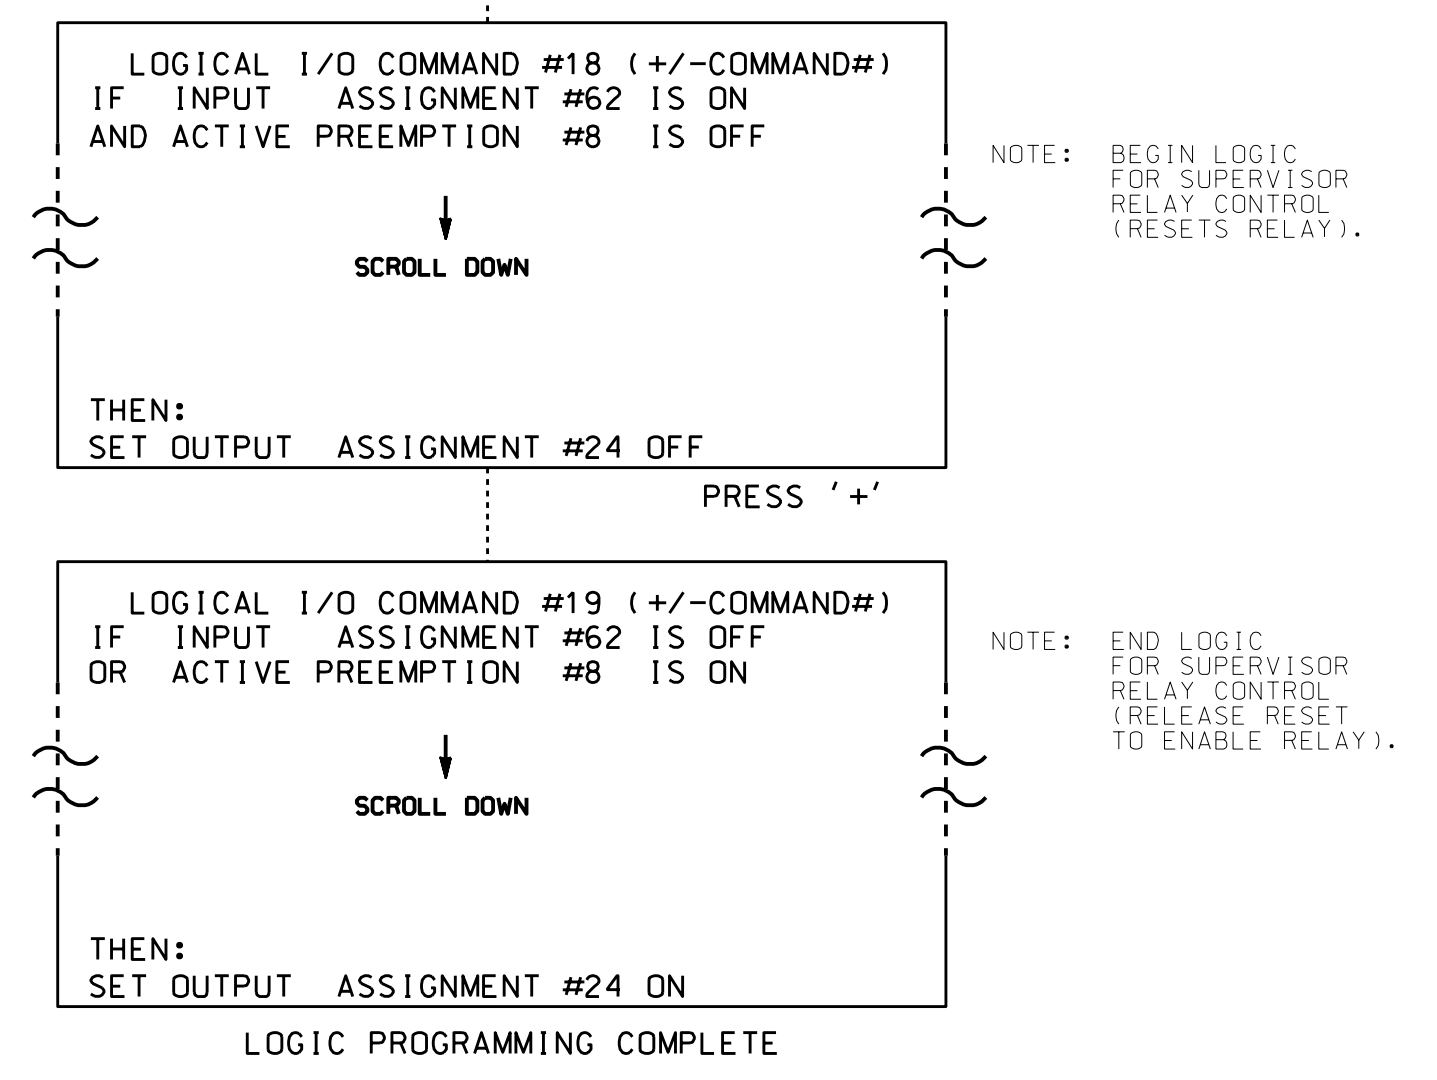 LOGICAL I/O COMMAND #18 (+/-COMMAND#)
IF INPUT ASSIGNMENT #62 IS ON
AND ACTIVE PREEMPTION #8 IS OFF
SCROLL DOWN
THEN:
SET OUTPUT ASSIGNMENT #24 OFF
NOTE: BEGIN LOGIC
FOR SUPERVISOR
RELAY CONTROL
(RESETS RELAY).
PRESS '+'
LOGICAL I/O COMMAND #19 (+/-COMMAND#)
IF INPUT ASSIGNMENT #62 IS OFF
OR ACTIVE PREEMPTION #8 IS ON
SCROLL DOWN
THEN:
SET OUTPUT ASSIGNMENT #24 ON
NOTE: END LOGIC
FOR SUPERVISOR
RELAY CONTROL
(RELEASE RESET
TO ENABLE RELAY).
LOGIC PROGRAMMING COMPLETE